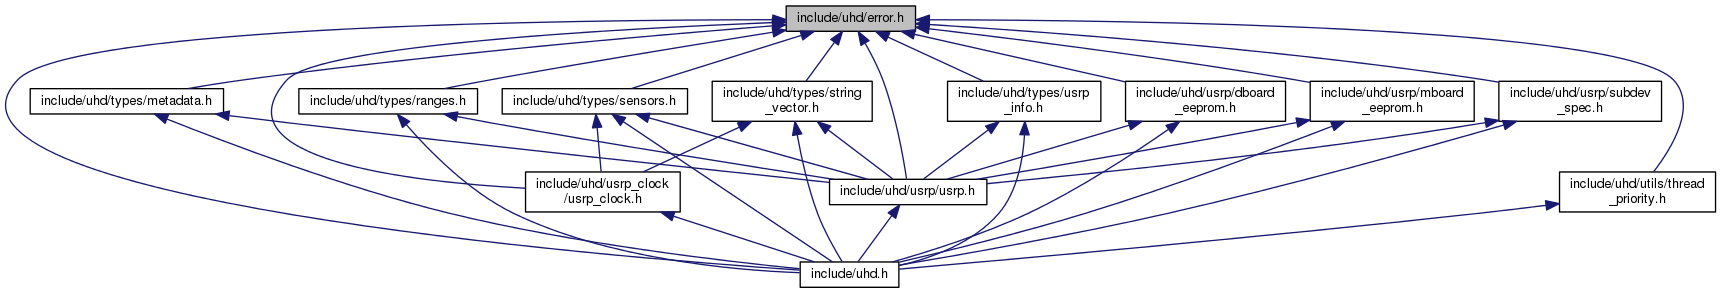 include/uhd/error.h
include/uhd/types/metadata.h
include/uhd/types/ranges.h
include/uhd/types/sensors.h
include/uhd/types/string
_vector.h
include/uhd/types/usrp
_info.h
include/uhd/usrp/dboard
_eeprom.h
include/uhd/usrp/mboard
_eeprom.h
include/uhd/usrp/subdev
_spec.h
include/uhd/usrp_clock
/usrp_clock.h
include/uhd/usrp/usrp.h
include/uhd/utils/thread
_priority.h
include/uhd.h